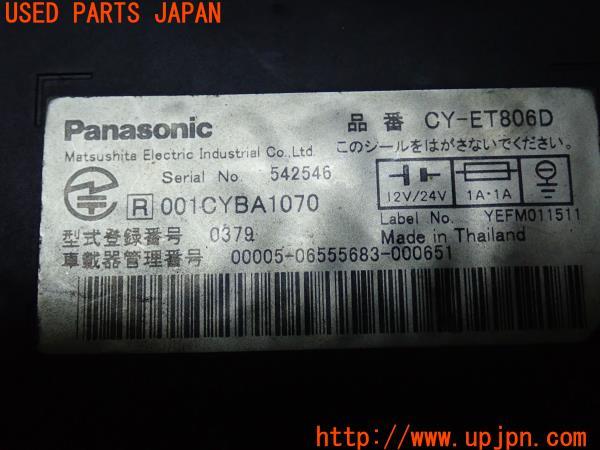 USED PARTS JAPAN
Panasonic
品番 CY-ET806D
Matsushita Electric Industrial Co.,Ltd.
このシールをはがさないでください。
Serial No. 542546
R 001CYBA1070
12V/24V
1A・1A
Label No. YEFM011511
型式登録番号 0379
Made in Thailand
車載器管理番号 00005-06555683-000651
【UPJ】
http://www.upjpn.com